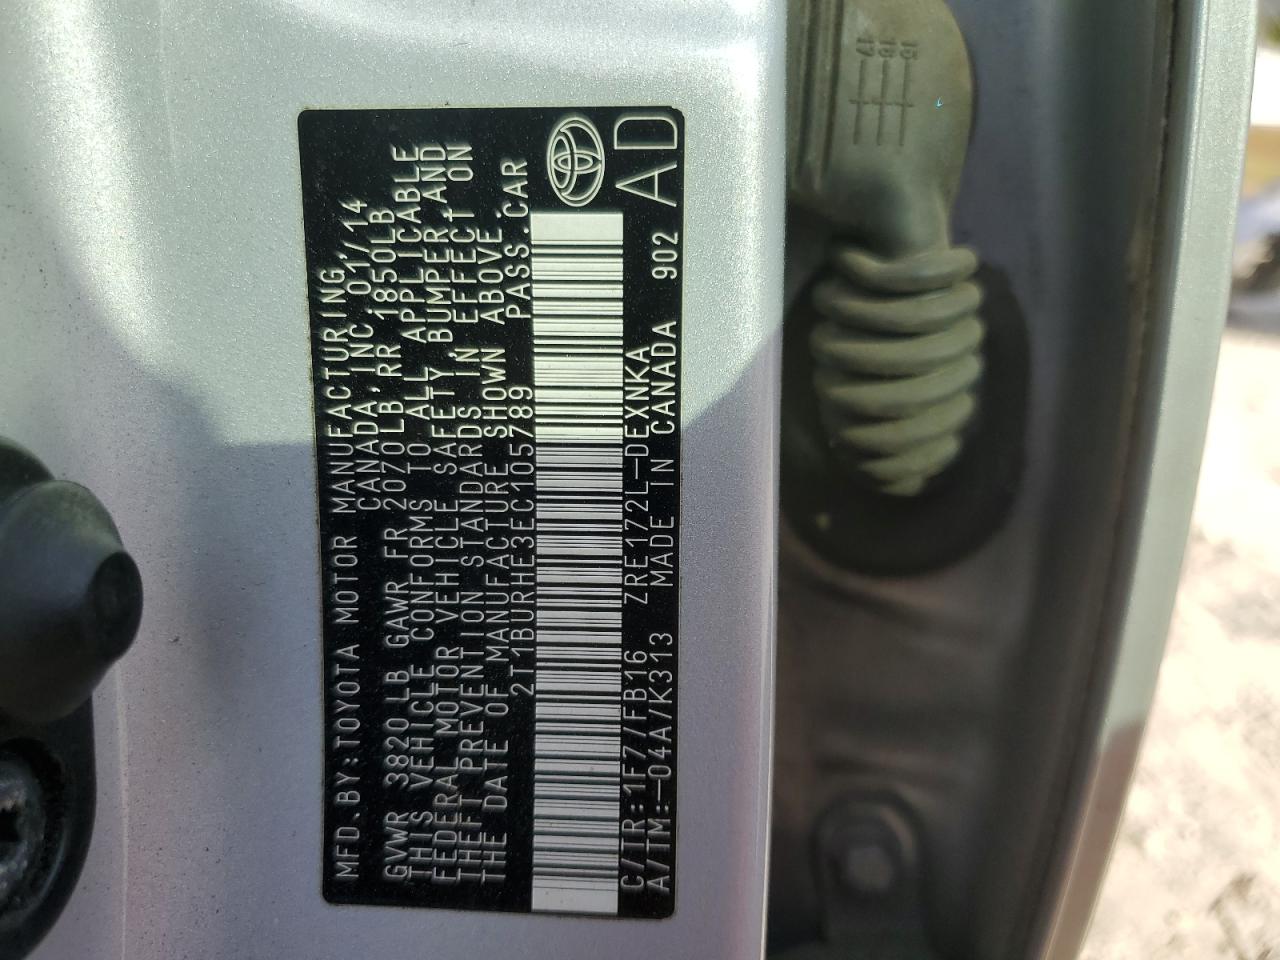 MFD.BY:TOYOTA MOTOR MANUFACTURING,
CANADA,INC. 01/14
GVWR 3820LB GAWR FR 2070LB,RR 1850LB
THIS VEHICLE CONFORMS TO ALL APPLICABLE
FEDERAL MOTOR VEHICLE SAFETY,BUMPER,AND
THEFT PREVENTION STANDARDS IN EFFECT ON
THE DATE OF MANUFACTURE SHOWN ABOVE.
2T1BURHE3EC105789 PASS.CAR
C/TR:1F7/FB16 ZRE172L-DEXNKA
A/TM:-04A/K313 MADE IN CANADA 902
AD